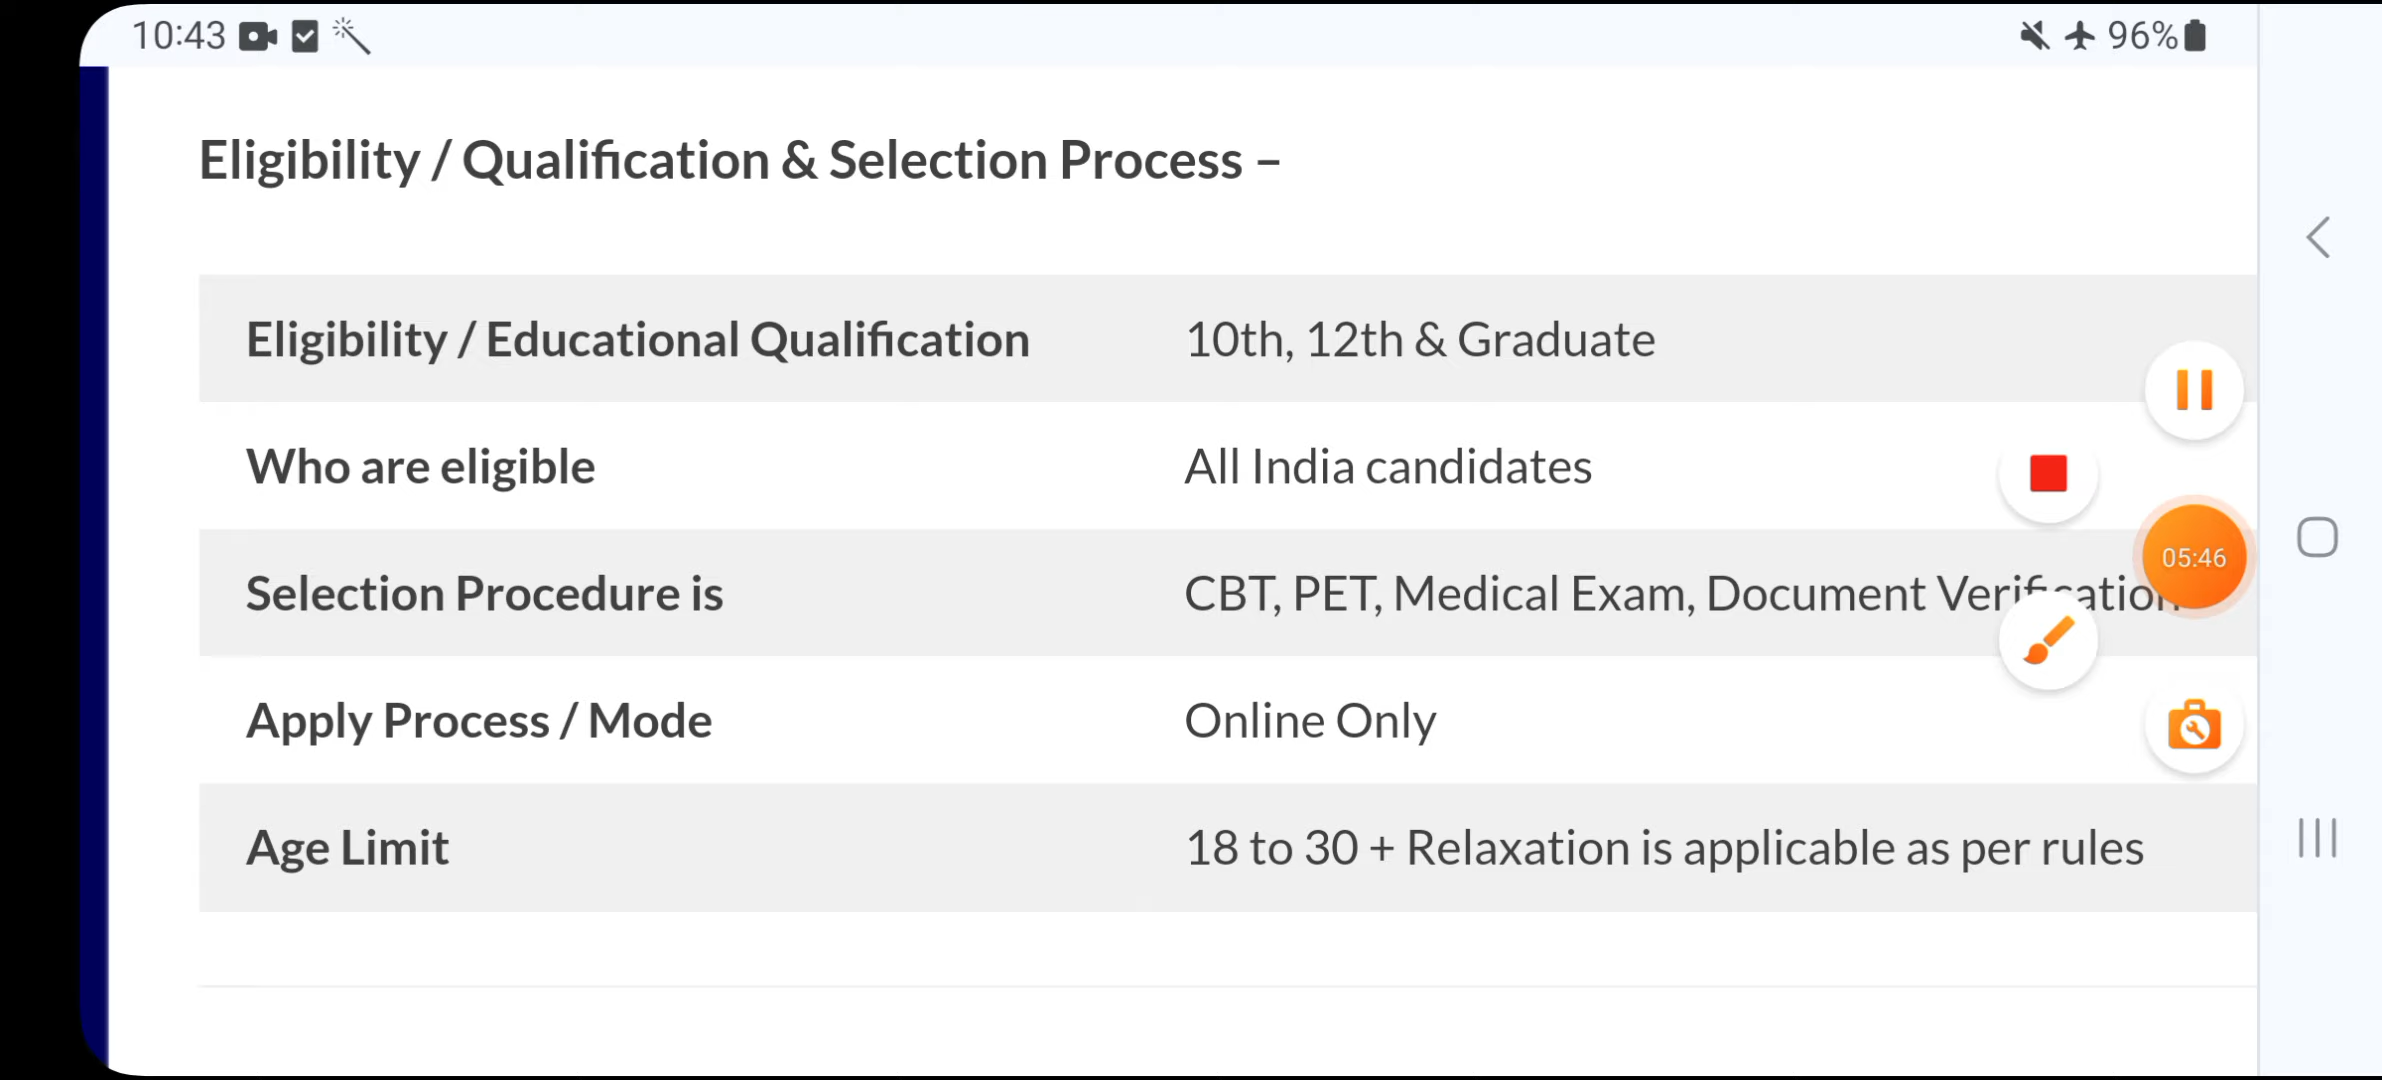 10:43
96%
Eligibility / Qualification & Selection Process –
Eligibility / Educational Qualification 10th, 12th & Graduate
Who are eligible All India candidates
Selection Procedure is CBT, PET, Medical Exam, Document Verification
05:46
Apply Process / Mode Online Only
Age Limit 18 to 30 + Relaxation is applicable as per rules